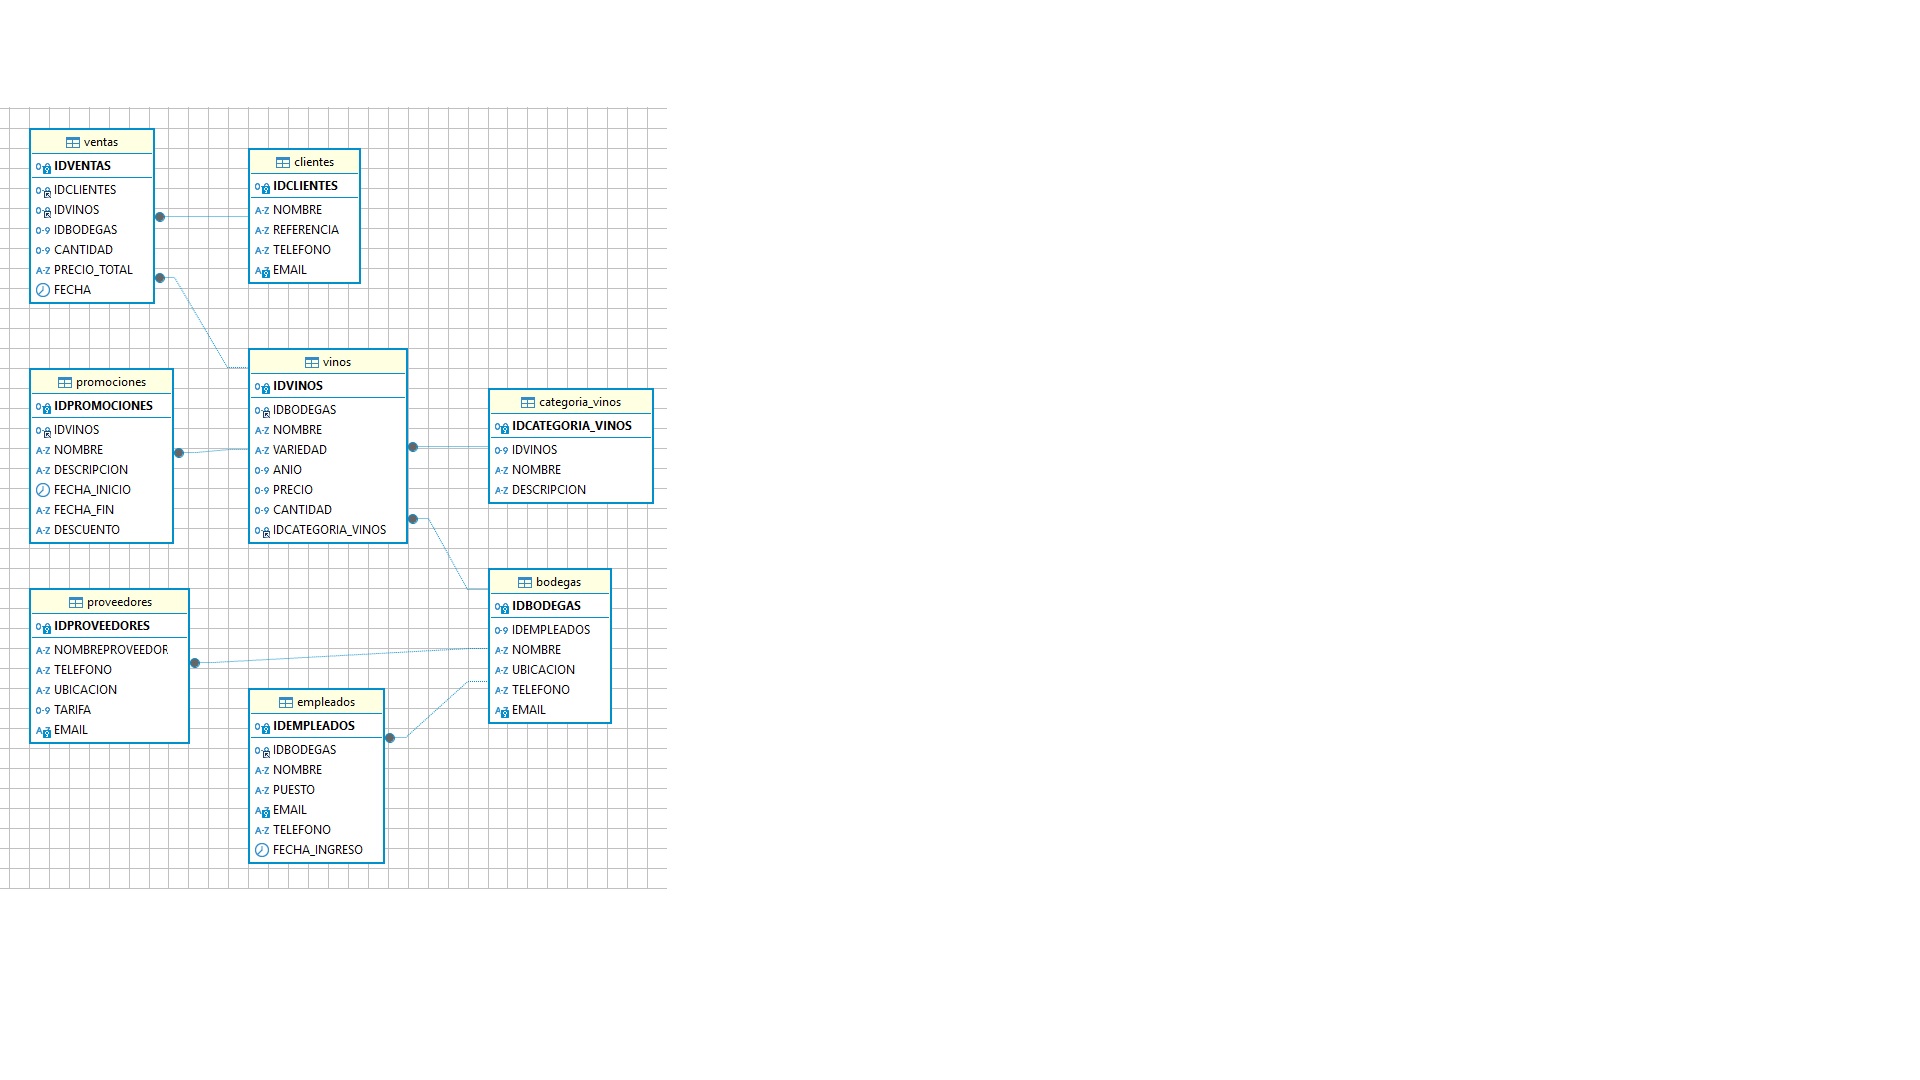 ventas
IDVENTAS
IDCLIENTES
IDVINOS
IDBODEGAS
CANTIDAD
PRECIO_TOTAL
FECHA
clientes
IDCLIENTES
NOMBRE
REFERENCIA
TELEFONO
EMAIL
promociones
IDPROMOCIONES
IDVINOS
NOMBRE
DESCRIPCION
FECHA_INICIO
FECHA_FIN
DESCUENTO
vinos
IDVINOS
IDBODEGAS
NOMBRE
VARIEDAD
ANIO
PRECIO
CANTIDAD
IDCATEGORIA_VINOS
categoria_vinos
IDCATEGORIA_VINOS
IDVINOS
NOMBRE
DESCRIPCION
proveedores
IDPROVEEDORES
NOMBREPROVEEDOR
TELEFONO
UBICACION
TARIFA
EMAIL
empleados
IDEMPLEADOS
IDBODEGAS
NOMBRE
PUESTO
EMAIL
TELEFONO
FECHA_INGRESO
bodegas
IDBODEGAS
IDEMPLEADOS
NOMBRE
UBICACION
TELEFONO
EMAIL